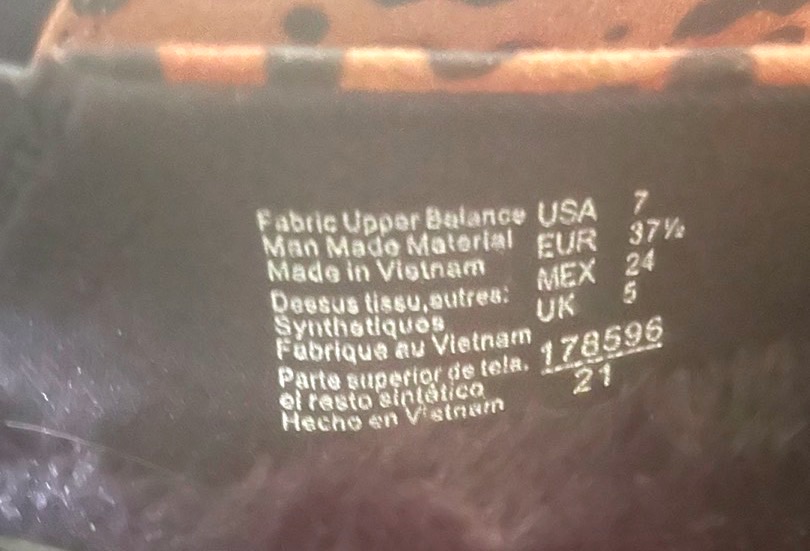 Fabric Upper Balance
Man Made Material
Made in Vietnam
Dessus tissu, autres:
Synthetiques
Fabrique au Vietnam
Parte superior de tela.
el resto sintético
Hecho en Vietnam
USA 7
EUR 37½
MEX 24
UK 5
178596
21